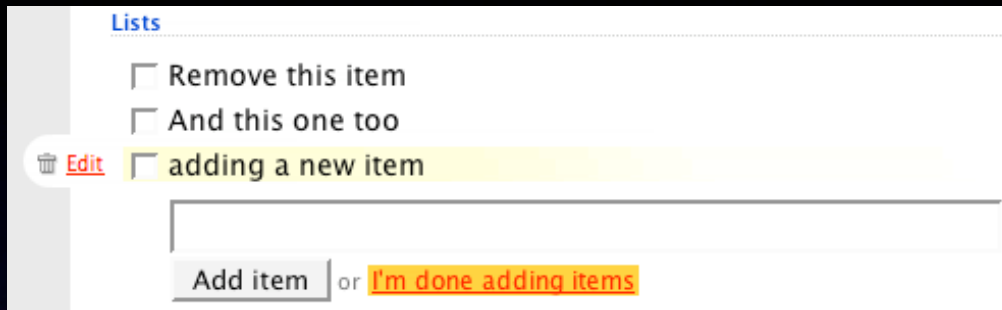 Lists
Remove this item
And this one too
Edit adding a new item
Add item or I'm done adding items